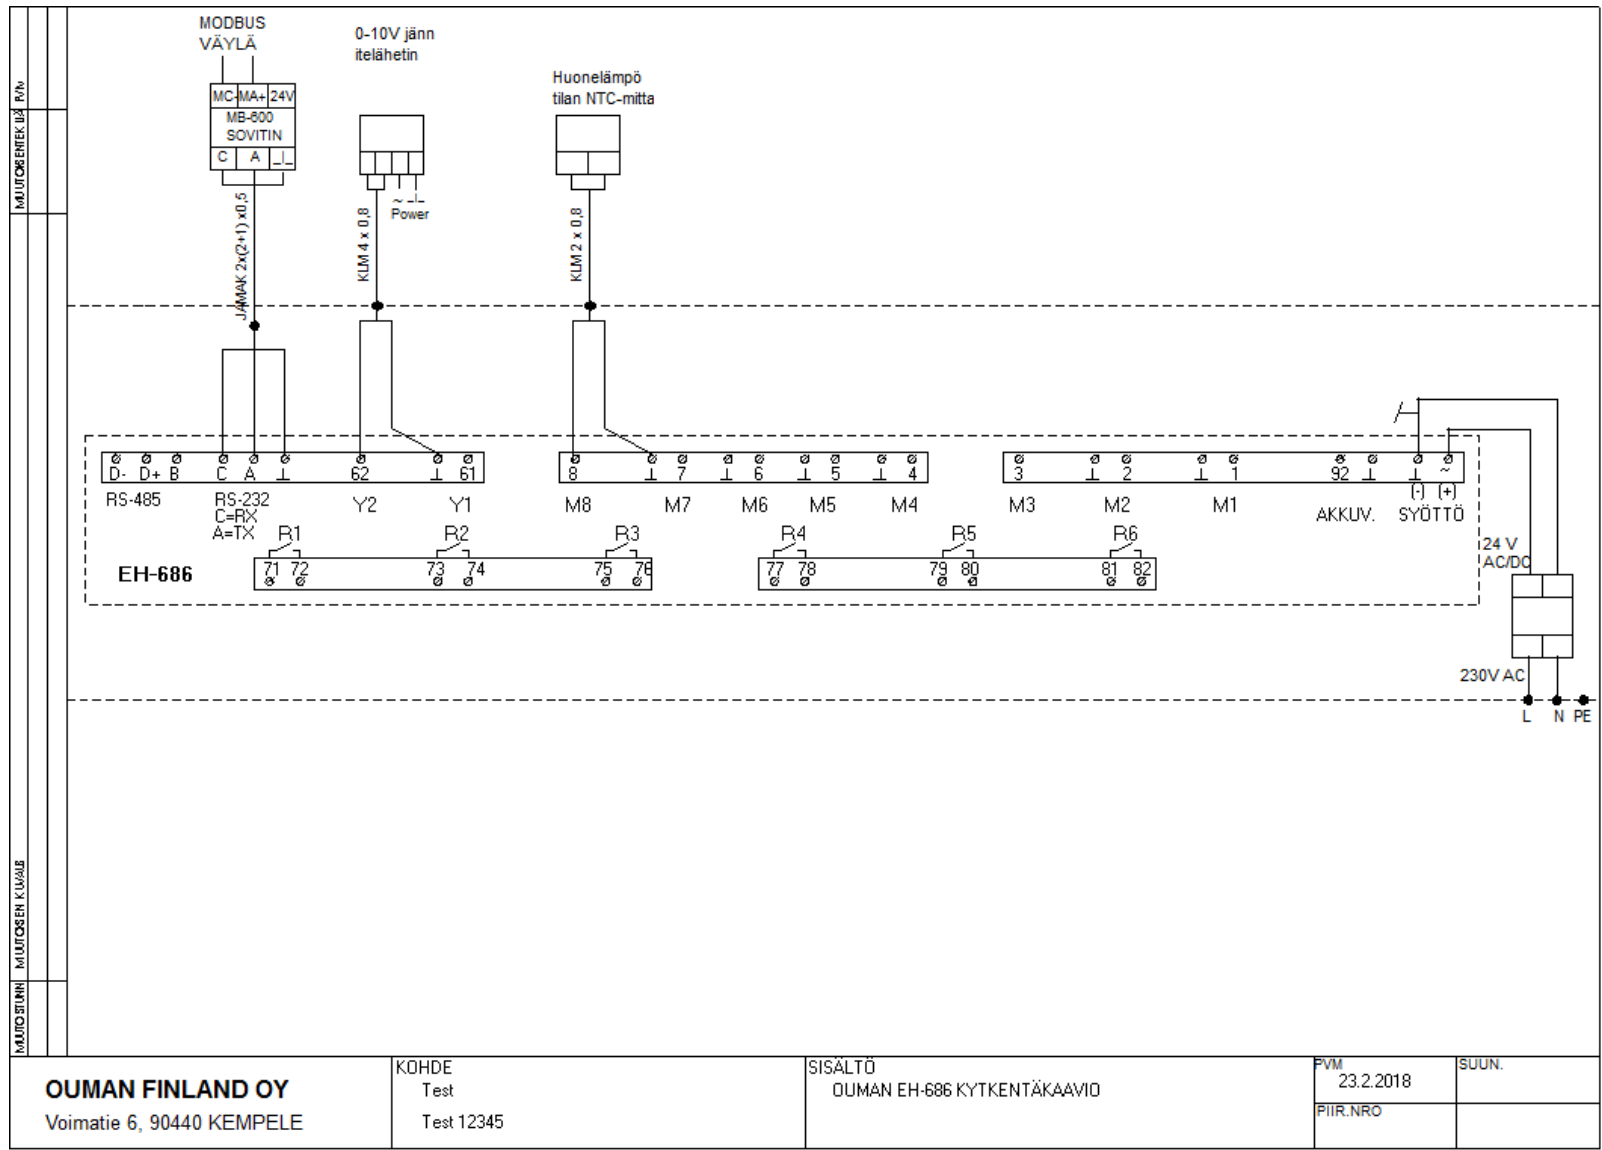 MODBUS
VÄYLÄ
0-10V jänn
itelähetin
Huonelämpö
tilan NTC-mitta
MC- MA+ 24V
MB-600
SOVITIN
C A
~
Power
JAMAK 2x(2+1) x0,5
KLM 4 x 0,8
KLM 2 x 0,8
D- D+ B C A 62 61
8 7 6 5 4
3 2 1 92 ~
(-) (+)
RS-485
RS-232
C=RX
A=TX
Y2 Y1
M8 M7 M6 M5 M4
M3 M2 M1
AKKUV. SYÖTTÖ
R1 R2 R3 R4 R5 R6
71 72 73 74 75 76
77 78 79 80 81 82
EH-686
24 V
AC/DC
230V AC
L N PE
MUUTOKSENTEKIJÄ PVM
MUUTOKSEN KUVAUS
MUUTOSTUNN
OUMAN FINLAND OY
Voimatie 6, 90440 KEMPELE
KOHDE
Test
Test 12345
SISÄLTÖ
OUMAN EH-686 KYTKENTÄKAAVIO
PVM
23.2.2018
SUUN.
PIIR.NRO